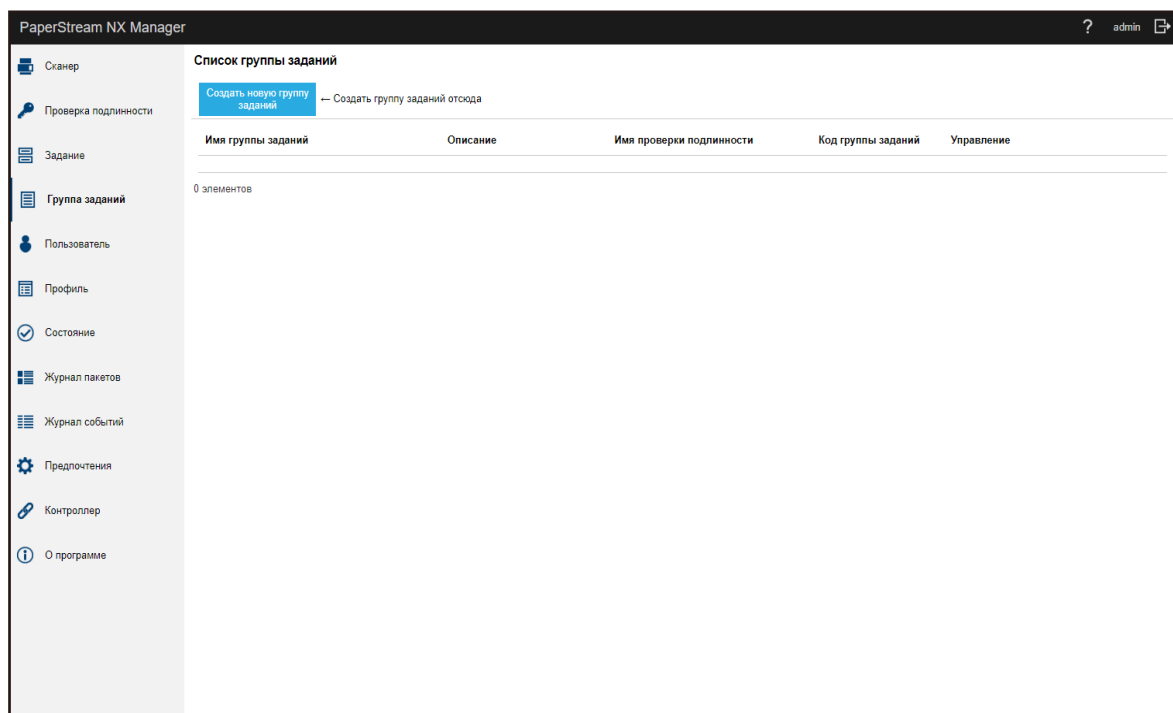 PaperStream NX Manager
? admin
Сканер
Проверка подлинности
Задание
Группа заданий
Пользователь
Профиль
Состояние
Журнал пакетов
Журнал событий
Предпочтения
Контроллер
О программе
Список группы заданий
Создать новую группу
заданий
← Создать группу заданий отсюда
Имя группы заданий Описание Имя проверки подлинности Код группы заданий Управление
0 элементов